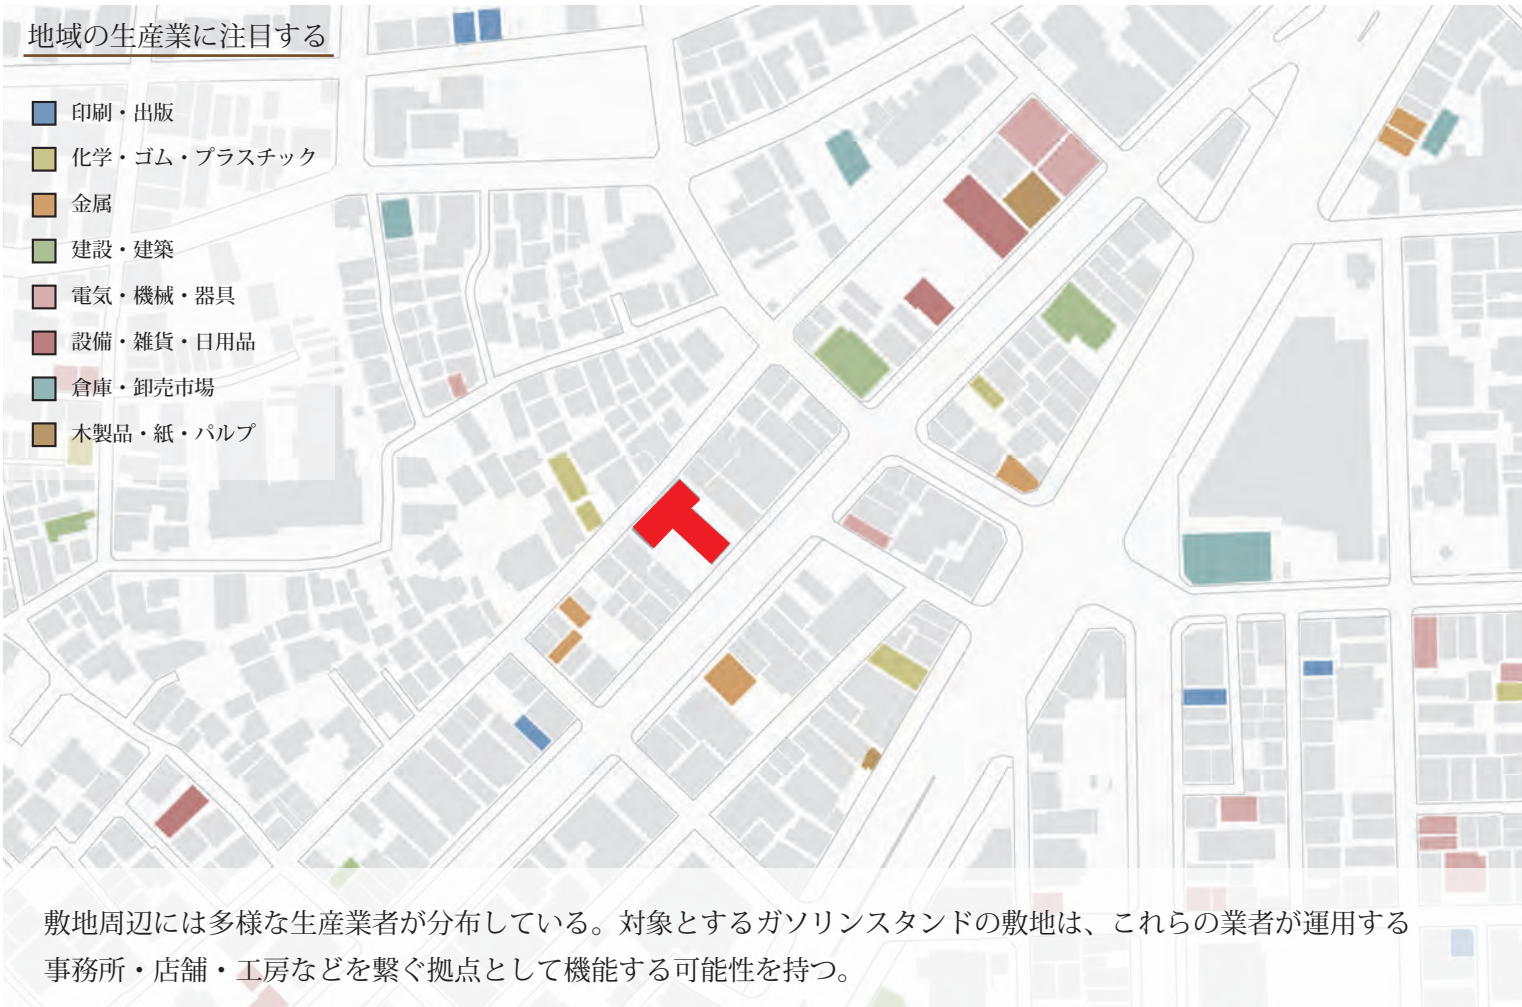 地域の生産業に注目する
印刷・出版
化学・ゴム・プラスチック
金属
建設・建築
電気・機械・器具
設備・雑貨・日用品
倉庫・卸売市場
木製品・紙・パルプ
敷地周辺には多様な生産業者が分布している。対象とするガソリンスタンドの敷地は、これらの業者が運用する
事務所・店舗・工房などを繋ぐ拠点として機能する可能性を持つ。